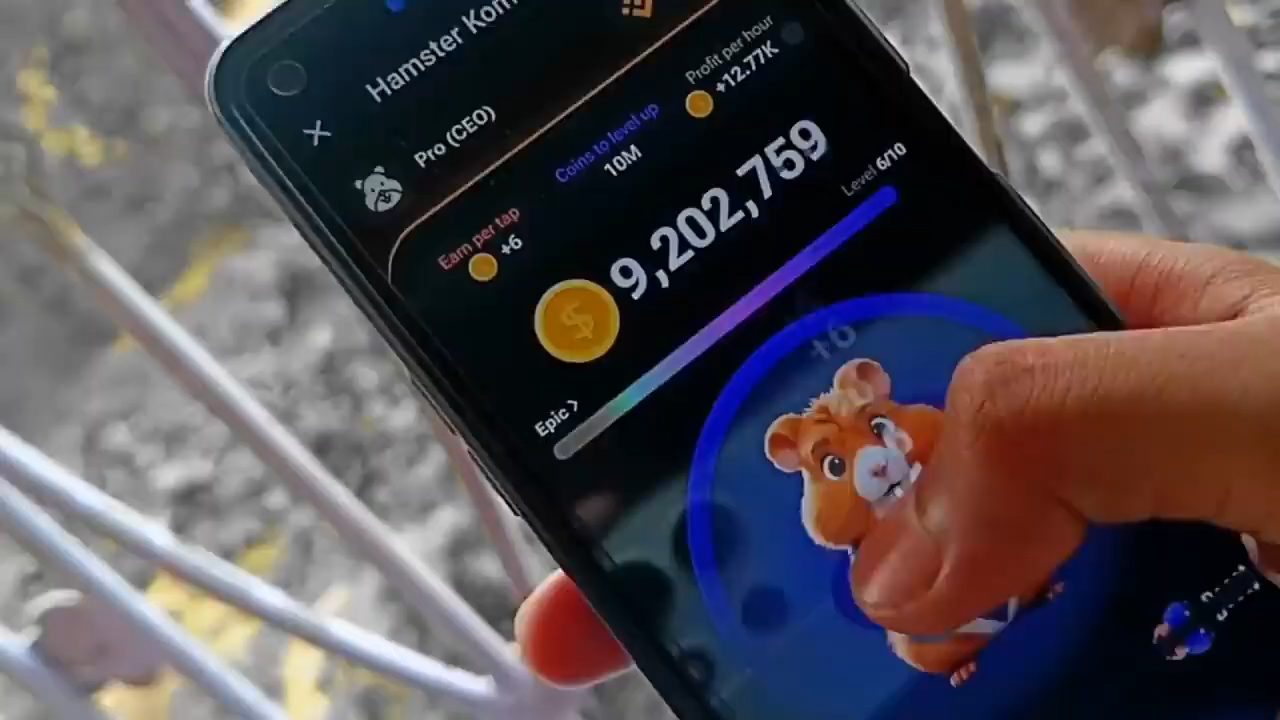 Hamster Kom
Pro (CEO)
Earn per tap
+6
Coins to level up
10M
Profit per hour
+12.77K
$ 9,202,759
Epic >
Level 6/10
+6